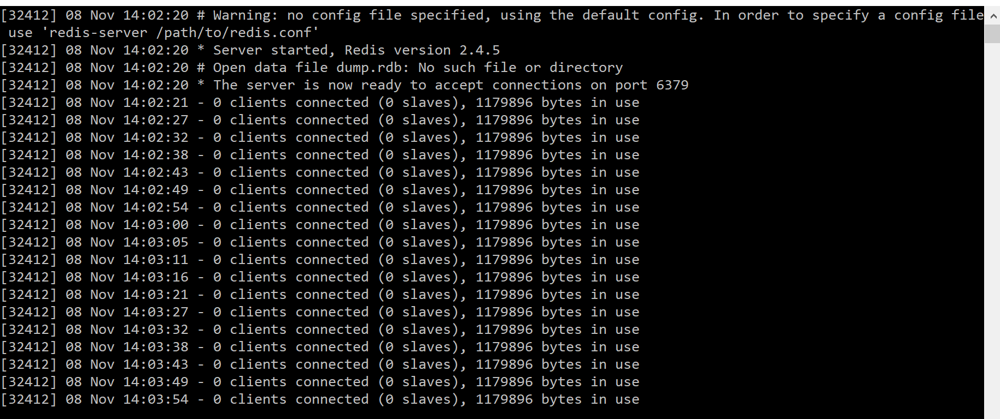 [32412] 08 Nov 14:02:20 # Warning: no config file specified, using the default config. In order to specify a config file
use 'redis-server /path/to/redis.conf'
[32412] 08 Nov 14:02:20 * Server started, Redis version 2.4.5
[32412] 08 Nov 14:02:20 # Open data file dump.rdb: No such file or directory
[32412] 08 Nov 14:02:20 * The server is now ready to accept connections on port 6379
[32412] 08 Nov 14:02:21 - 0 clients connected (0 slaves), 1179896 bytes in use
[32412] 08 Nov 14:02:27 - 0 clients connected (0 slaves), 1179896 bytes in use
[32412] 08 Nov 14:02:32 - 0 clients connected (0 slaves), 1179896 bytes in use
[32412] 08 Nov 14:02:38 - 0 clients connected (0 slaves), 1179896 bytes in use
[32412] 08 Nov 14:02:43 - 0 clients connected (0 slaves), 1179896 bytes in use
[32412] 08 Nov 14:02:49 - 0 clients connected (0 slaves), 1179896 bytes in use
[32412] 08 Nov 14:02:54 - 0 clients connected (0 slaves), 1179896 bytes in use
[32412] 08 Nov 14:03:00 - 0 clients connected (0 slaves), 1179896 bytes in use
[32412] 08 Nov 14:03:05 - 0 clients connected (0 slaves), 1179896 bytes in use
[32412] 08 Nov 14:03:11 - 0 clients connected (0 slaves), 1179896 bytes in use
[32412] 08 Nov 14:03:16 - 0 clients connected (0 slaves), 1179896 bytes in use
[32412] 08 Nov 14:03:21 - 0 clients connected (0 slaves), 1179896 bytes in use
[32412] 08 Nov 14:03:27 - 0 clients connected (0 slaves), 1179896 bytes in use
[32412] 08 Nov 14:03:32 - 0 clients connected (0 slaves), 1179896 bytes in use
[32412] 08 Nov 14:03:38 - 0 clients connected (0 slaves), 1179896 bytes in use
[32412] 08 Nov 14:03:43 - 0 clients connected (0 slaves), 1179896 bytes in use
[32412] 08 Nov 14:03:49 - 0 clients connected (0 slaves), 1179896 bytes in use
[32412] 08 Nov 14:03:54 - 0 clients connected (0 slaves), 1179896 bytes in use